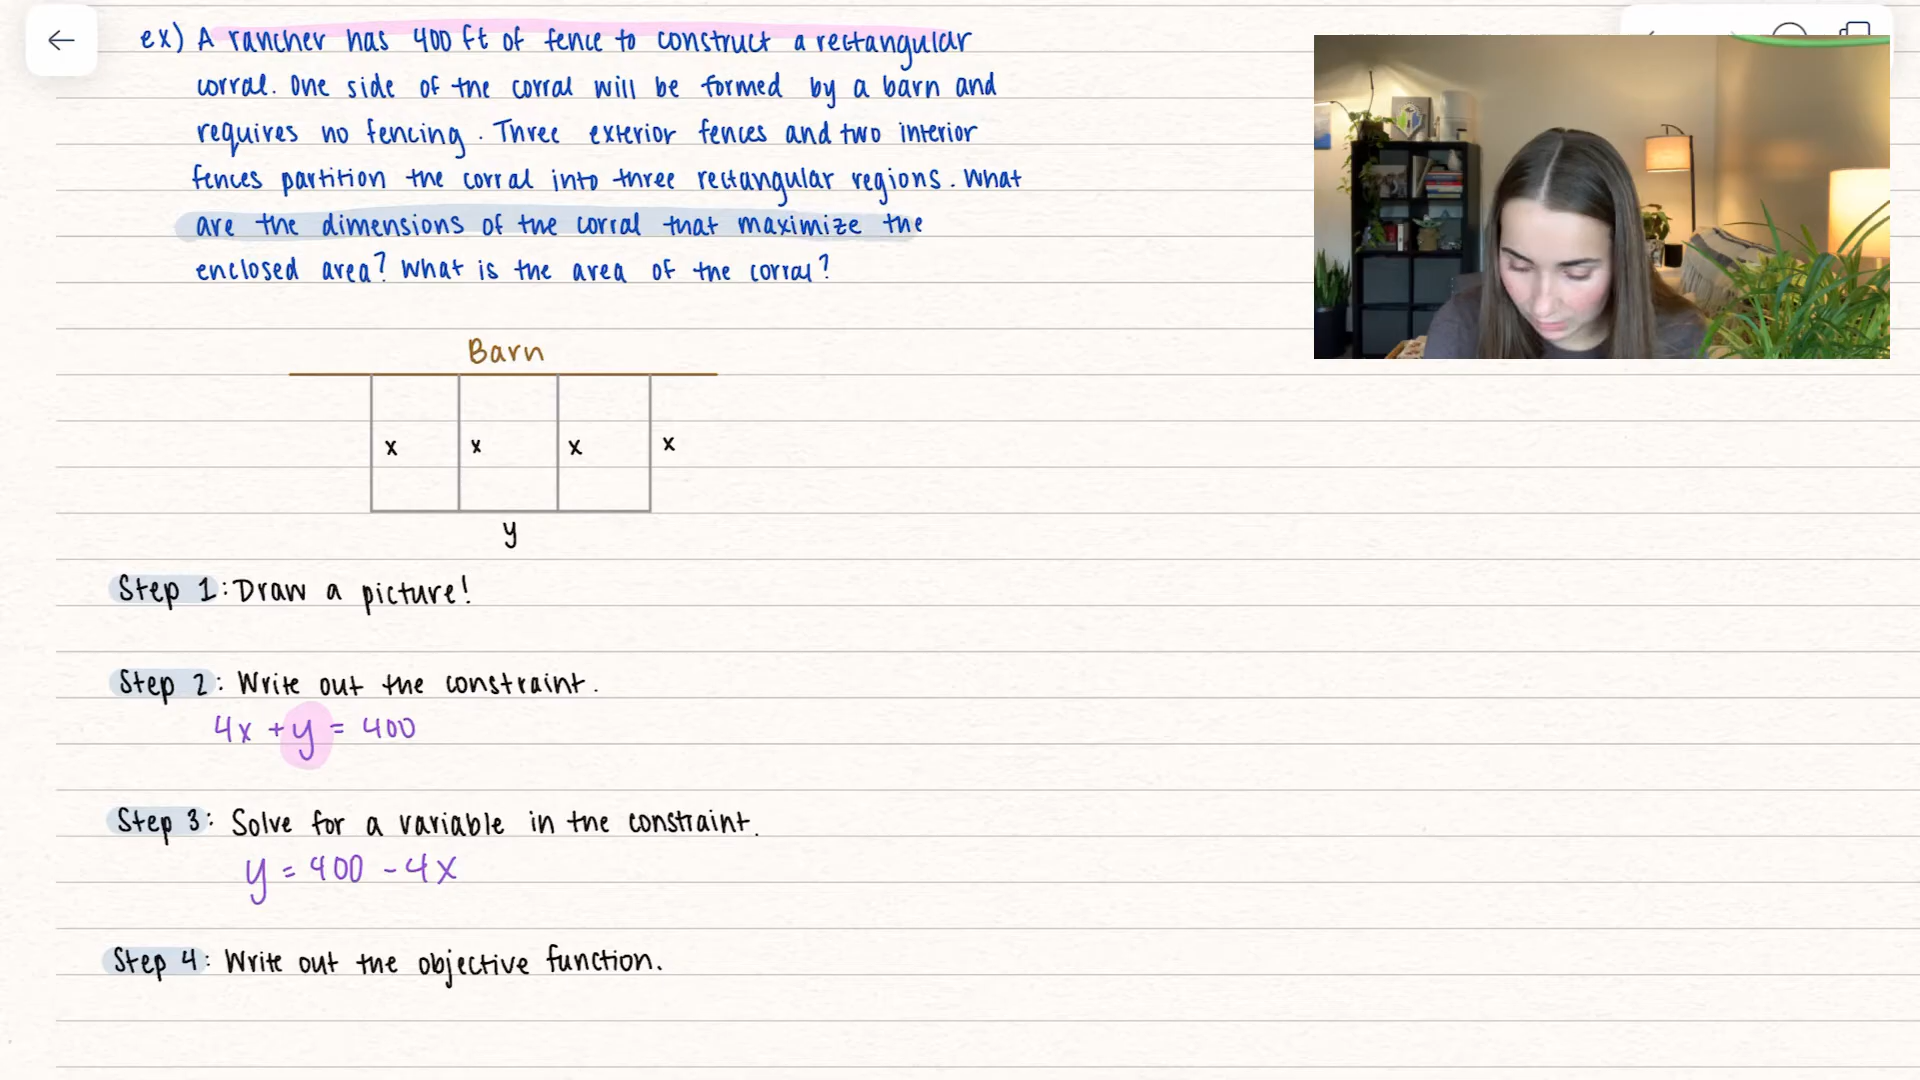 ex) A rancher has 400 ft of fence to construct a rectangular
corral. One side of the corral will be formed by a barn and
requires no fencing. Three exterior fences and two interior
fences partition the corral into three rectangular regions. What
are the dimensions of the corral that maximize the
enclosed area? What is the area of the corral?
Barn
x x x x
y
Step 1: Draw a picture!
Step 2: Write out the constraint.
4x + y = 400
Step 3: Solve for a variable in the constraint.
y = 400 - 4x
Step 4: Write out the objective function.